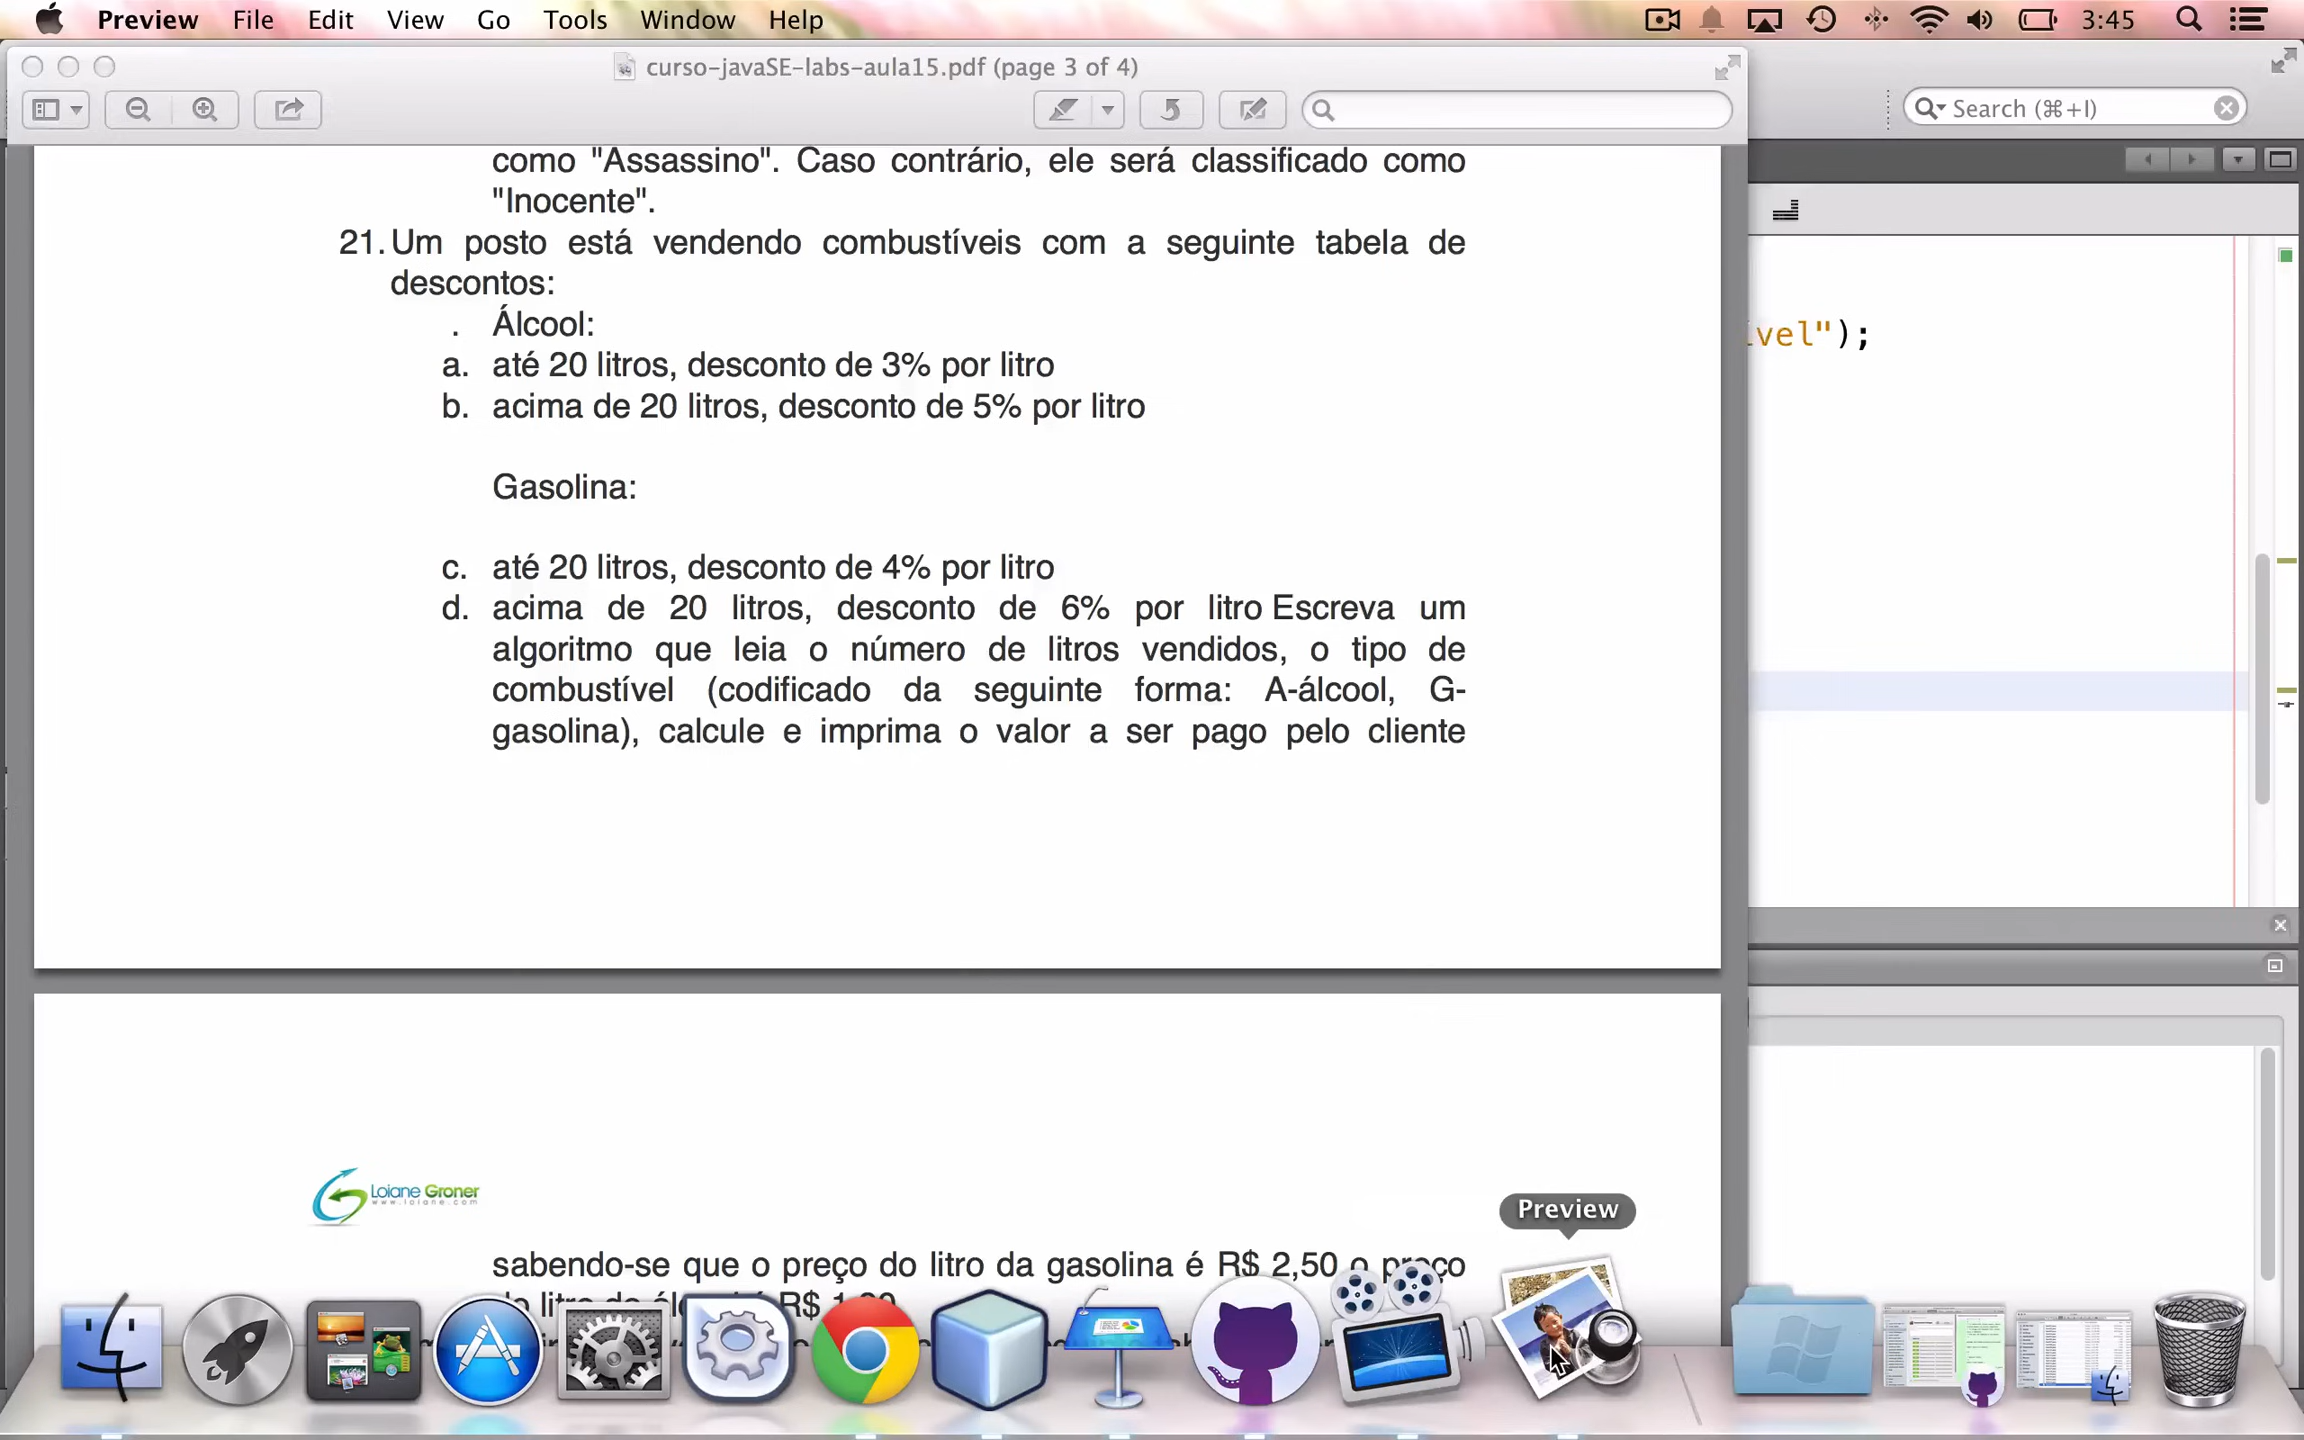 Preview File Edit View Go Tools Window Help 3:45
curso-javaSE-labs-aula15.pdf (page 3 of 4)
Search (⌘+I)
como "Assassino". Caso contrário, ele será classificado como
"Inocente".
21. Um posto está vendendo combustíveis com a seguinte tabela de
descontos:
. Álcool:
a. até 20 litros, desconto de 3% por litro
b. acima de 20 litros, desconto de 5% por litro
Gasolina:
c. até 20 litros, desconto de 4% por litro
d. acima de 20 litros, desconto de 6% por litro Escreva um
algoritmo que leia o número de litros vendidos, o tipo de
combustível (codificado da seguinte forma: A-álcool, G-
gasolina), calcule e imprima o valor a ser pago pelo cliente
vel");
Loiane Groner
www.loiane.com
Preview
sabendo-se que o preço do litro da gasolina é R$ 2,50 o preço
R$